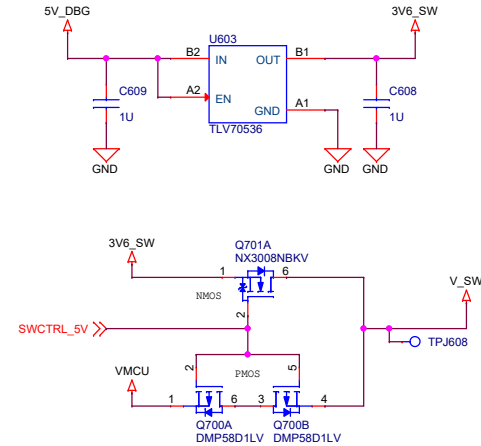 5V_DBG
3V6_SW
U603
B2
IN
OUT
B1
A2
EN
GND
A1
TLV70536
C609
1U
C608
1U
GND
GND
GND
3V6_SW
Q701A
NX3008NBKV
1
6
NMOS
2
V_SW
SWCTRL_5V
TPJ608
VMCU
2
PMOS
5
1
6
3
4
Q700A
DMP58D1LV
Q700B
DMP58D1LV